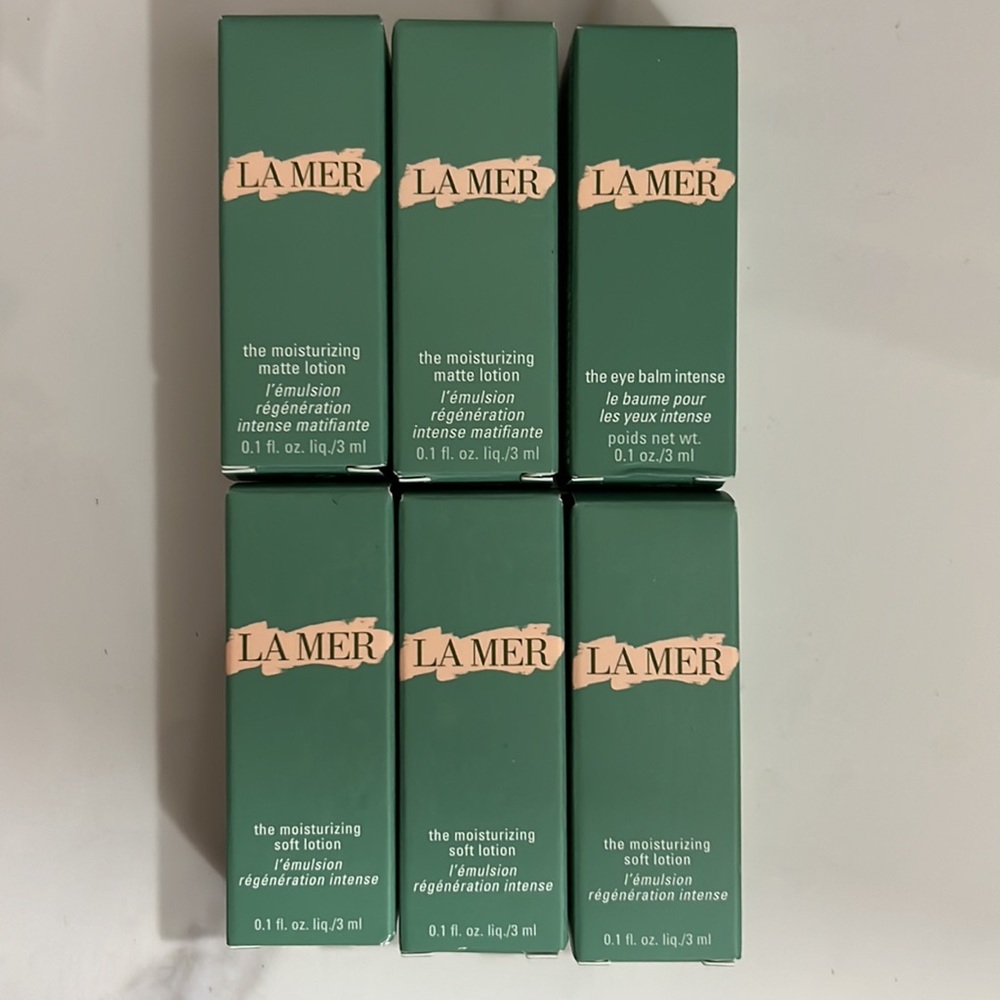 LA MER
the moisturizing
matte lotion
l'émulsion
régénération
intense matifiante
0.1 fl. oz. liq./3 ml
LA MER
the moisturizing
matte lotion
l'émulsion
régénération
intense matifiante
0.1 fl. oz. liq./3 ml
LA MER
the eye balm intense
le baume pour
les yeux intense
poids net wt.
0.1 oz./3 ml
LA MER
the moisturizing
soft lotion
l'émulsion
régénération intense
0.1 fl. oz. liq./3 ml
LA MER
the moisturizing
soft lotion
l'émulsion
régénération intense
0.1 fl. oz. liq./3 ml
LA MER
the moisturizing
soft lotion
l'émulsion
régénération intense
0.1 fl. oz. liq./3 ml